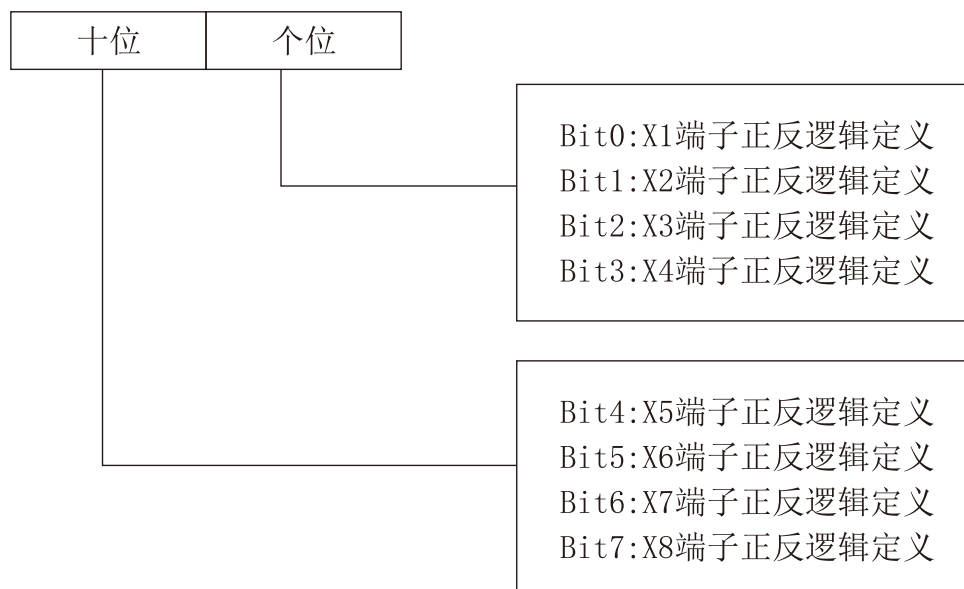 十位 个位
Bit0:X1端子正反逻辑定义
Bit1:X2端子正反逻辑定义
Bit2:X3端子正反逻辑定义
Bit3:X4端子正反逻辑定义
Bit4:X5端子正反逻辑定义
Bit5:X6端子正反逻辑定义
Bit6:X7端子正反逻辑定义
Bit7:X8端子正反逻辑定义